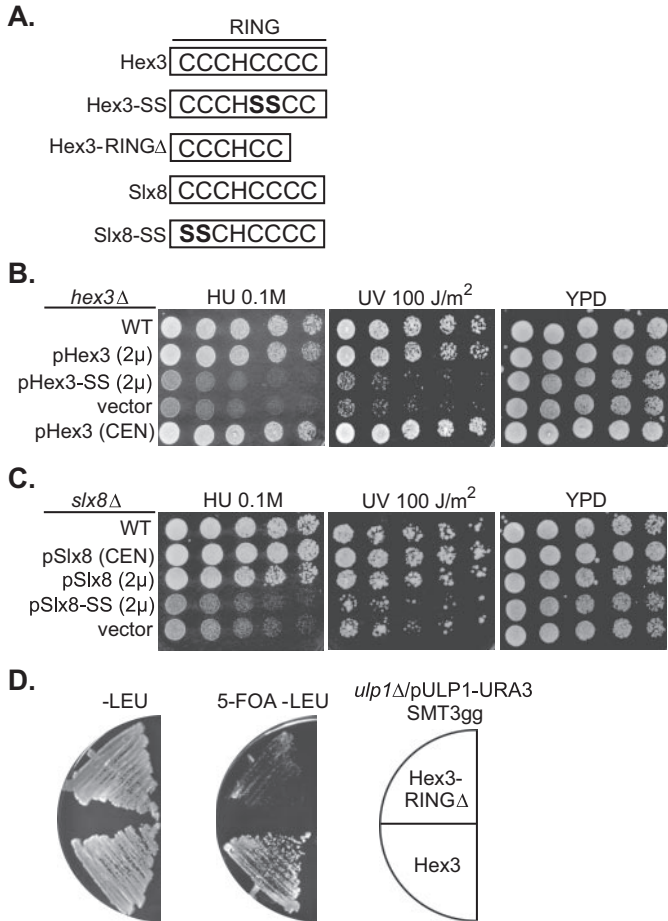 A.
RING
Hex3 CCCHCCCC
Hex3-SS CCCHSSCC
Hex3-RINGΔ CCCHCC
Slx8 CCCHCCCC
Slx8-SS SSCHCCCC
B.
hex3Δ HU 0.1M UV 100 J/m² YPD
WT
pHex3 (2μ)
pHex3-SS (2μ)
vector
pHex3 (CEN)
C.
slx8Δ HU 0.1M UV 100 J/m² YPD
WT
pSlx8 (CEN)
pSlx8 (2μ)
pSlx8-SS (2μ)
vector
D.
-LEU 5-FOA -LEU ulp1Δ/pULP1-URA3
SMT3gg
Hex3-
RINGΔ
Hex3